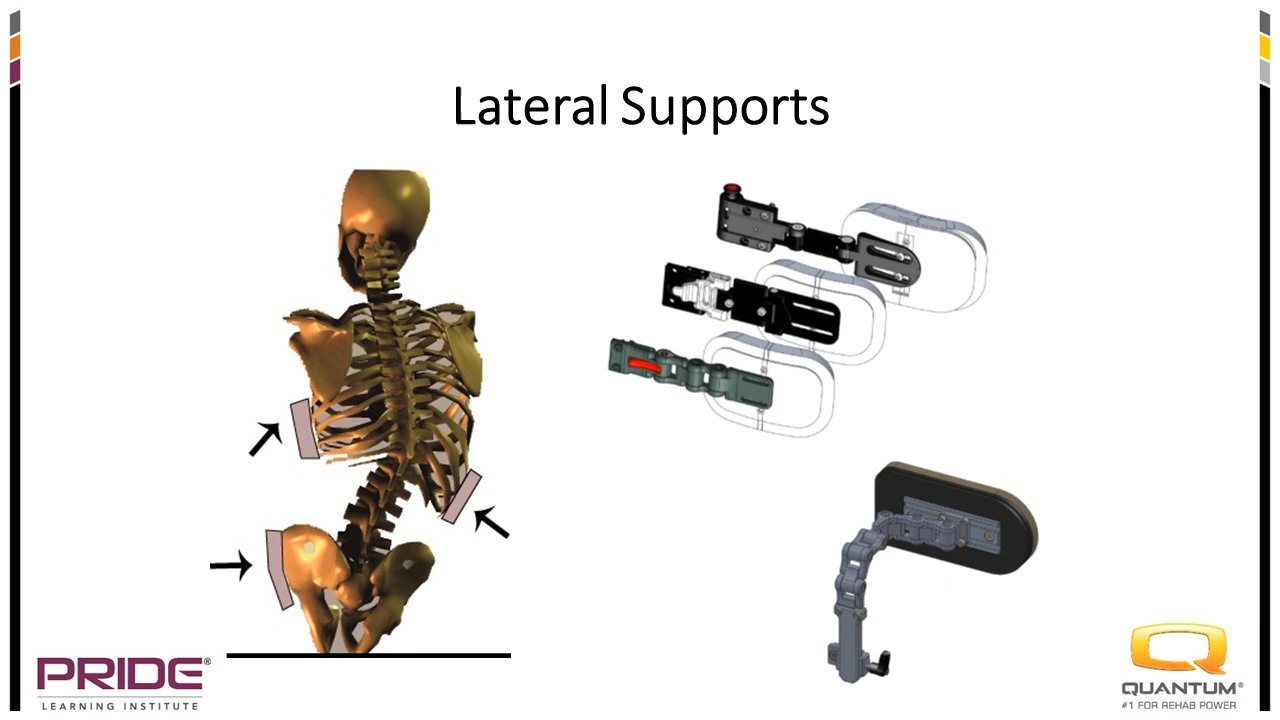 Lateral Supports
PRIDE®
LEARNING INSTITUTE
QUANTUM®
#1 FOR REHAB POWER